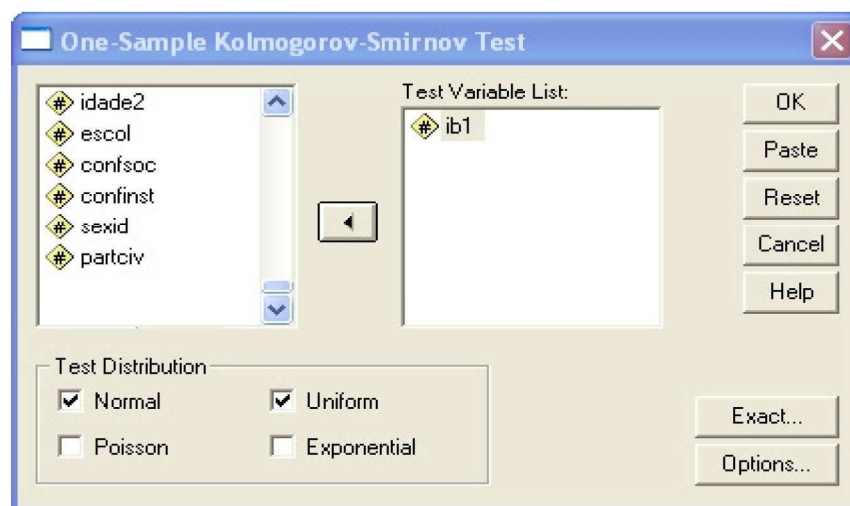 One-Sample Kolmogorov-Smirnov Test
idade2
escol
confsoc
confinst
sexid
partciv
Test Variable List:
ib1
OK
Paste
Reset
Cancel
Help
Test Distribution
Normal
Uniform
Poisson
Exponential
Exact...
Options...